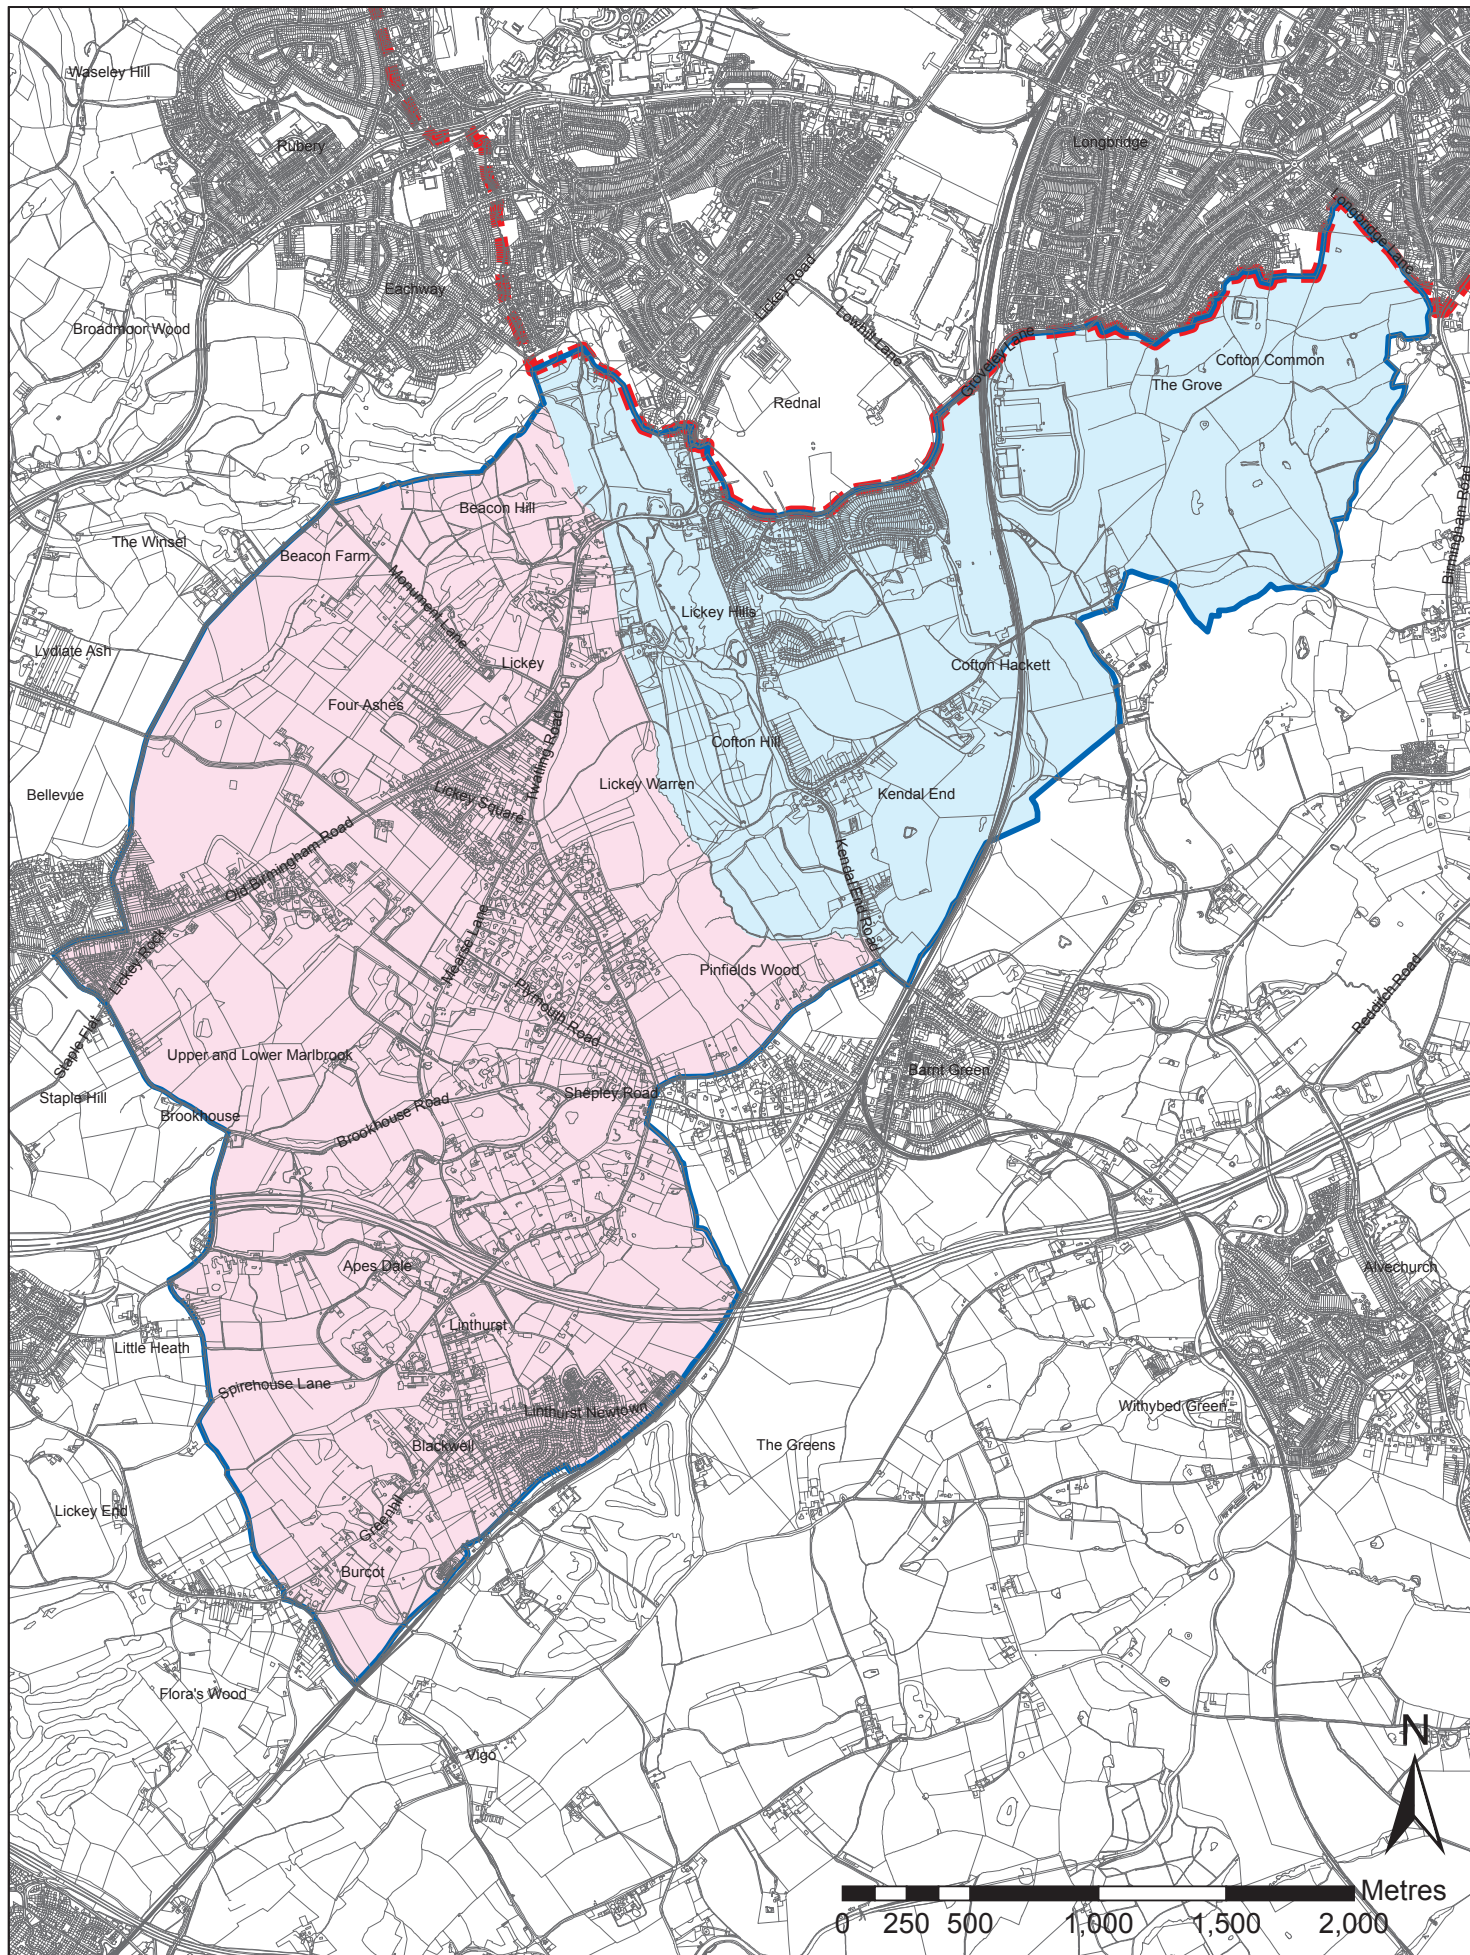 Waseley Hill
Rubery
Longbridge
Longbridge Lane
Eachway
Lickey Road
Broadmoor Wood
Lowhill Lane
Groveley Lane
Cofton Common
The Grove
Rednal
Beacon Hill
Birmingham Road
The Winsel
Beacon Farm
Monument Lane
Lickey Hills
Lydiate Ash
Lickey
Cofton Hackett
Four Ashes
Twatling Road
Cofton Hill
Lickey Warren
Bellevue
Lickey Square
Kendal End
Old Birmingham Road
Kendal End Road
Mearse Lane
Lickey Rock
Pinfields Wood
Redditch Road
Plymouth Road
Staple Flat
Upper and Lower Marlbrook
Barnt Green
Staple Hill
Shepley Road
Brookhouse
Brookhouse Road
Apes Dale
Alvechurch
Linthurst
Little Heath
Spirehouse Lane
Withybed Green
Linthurst Newtown
Blackwell
The Greens
Lickey End
Greenhill
Burcot
Flora's Wood
Vigo
N
Metres
0 250 500 1,000 1,500 2,000